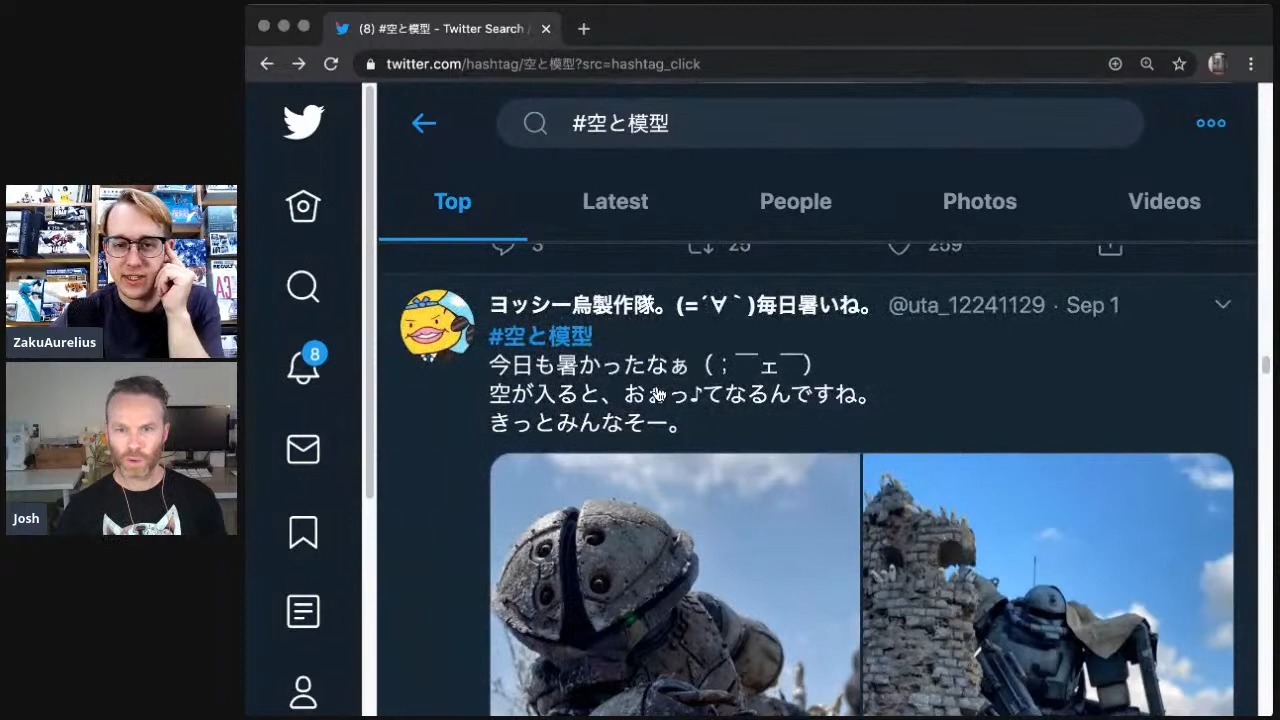 (8) #空と模型 - Twitter Search /
twitter.com/hashtag/空と模型?src=hashtag_click
#空と模型
Top Latest People Photos Videos
3 25 259
ヨッシー烏製作隊。(=´∀｀)毎日暑いね。 @uta_12241129 · Sep 1
#空と模型
今日も暑かったなぁ（；￣ェ￣）
空が入ると、おっ♪てなるんですね。
きっとみんなそー。
8
ZakuAurelius
Josh
A3